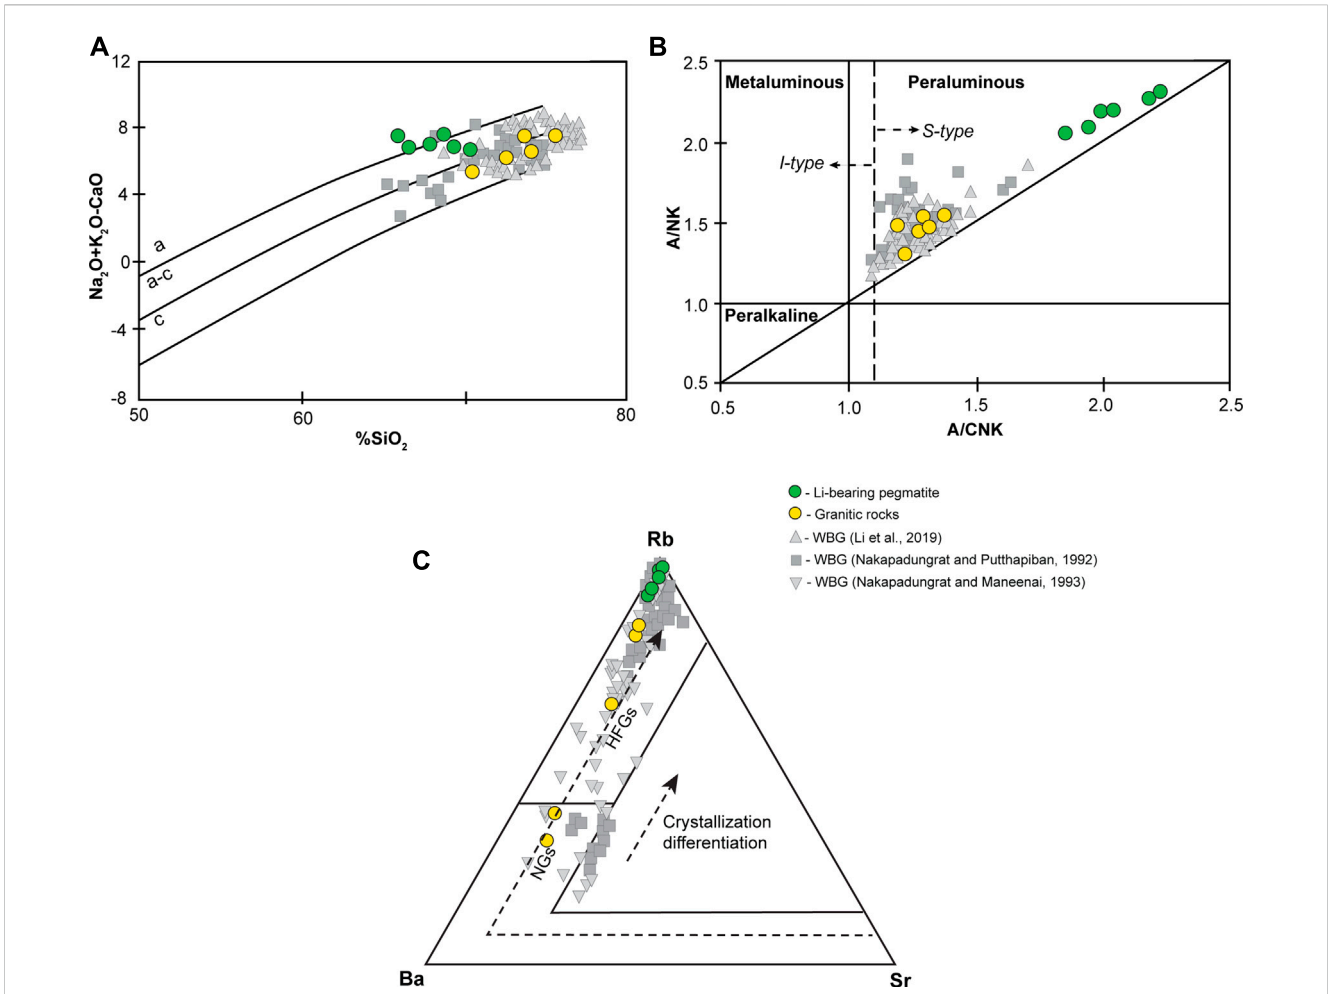 A
12
8
4
0
-4
-8
Na₂O+K₂O-CaO
a
a-c
c
50
60
80
%SiO₂
B
2.5
2.0
1.5
1.0
0.5
A/NK
Metaluminous
Peraluminous
S-type
I-type
Peralkaline
0.5
1.0
1.5
2.0
2.5
A/CNK
- Li-bearing pegmatite
- Granitic rocks
- WBG (Li et al., 2019)
- WBG (Nakapadungrat and Putthapiban, 1992)
- WBG (Nakapadungrat and Maneenai, 1993)
C
Rb
HFGs
NGs
Crystallization
differentiation
Ba
Sr